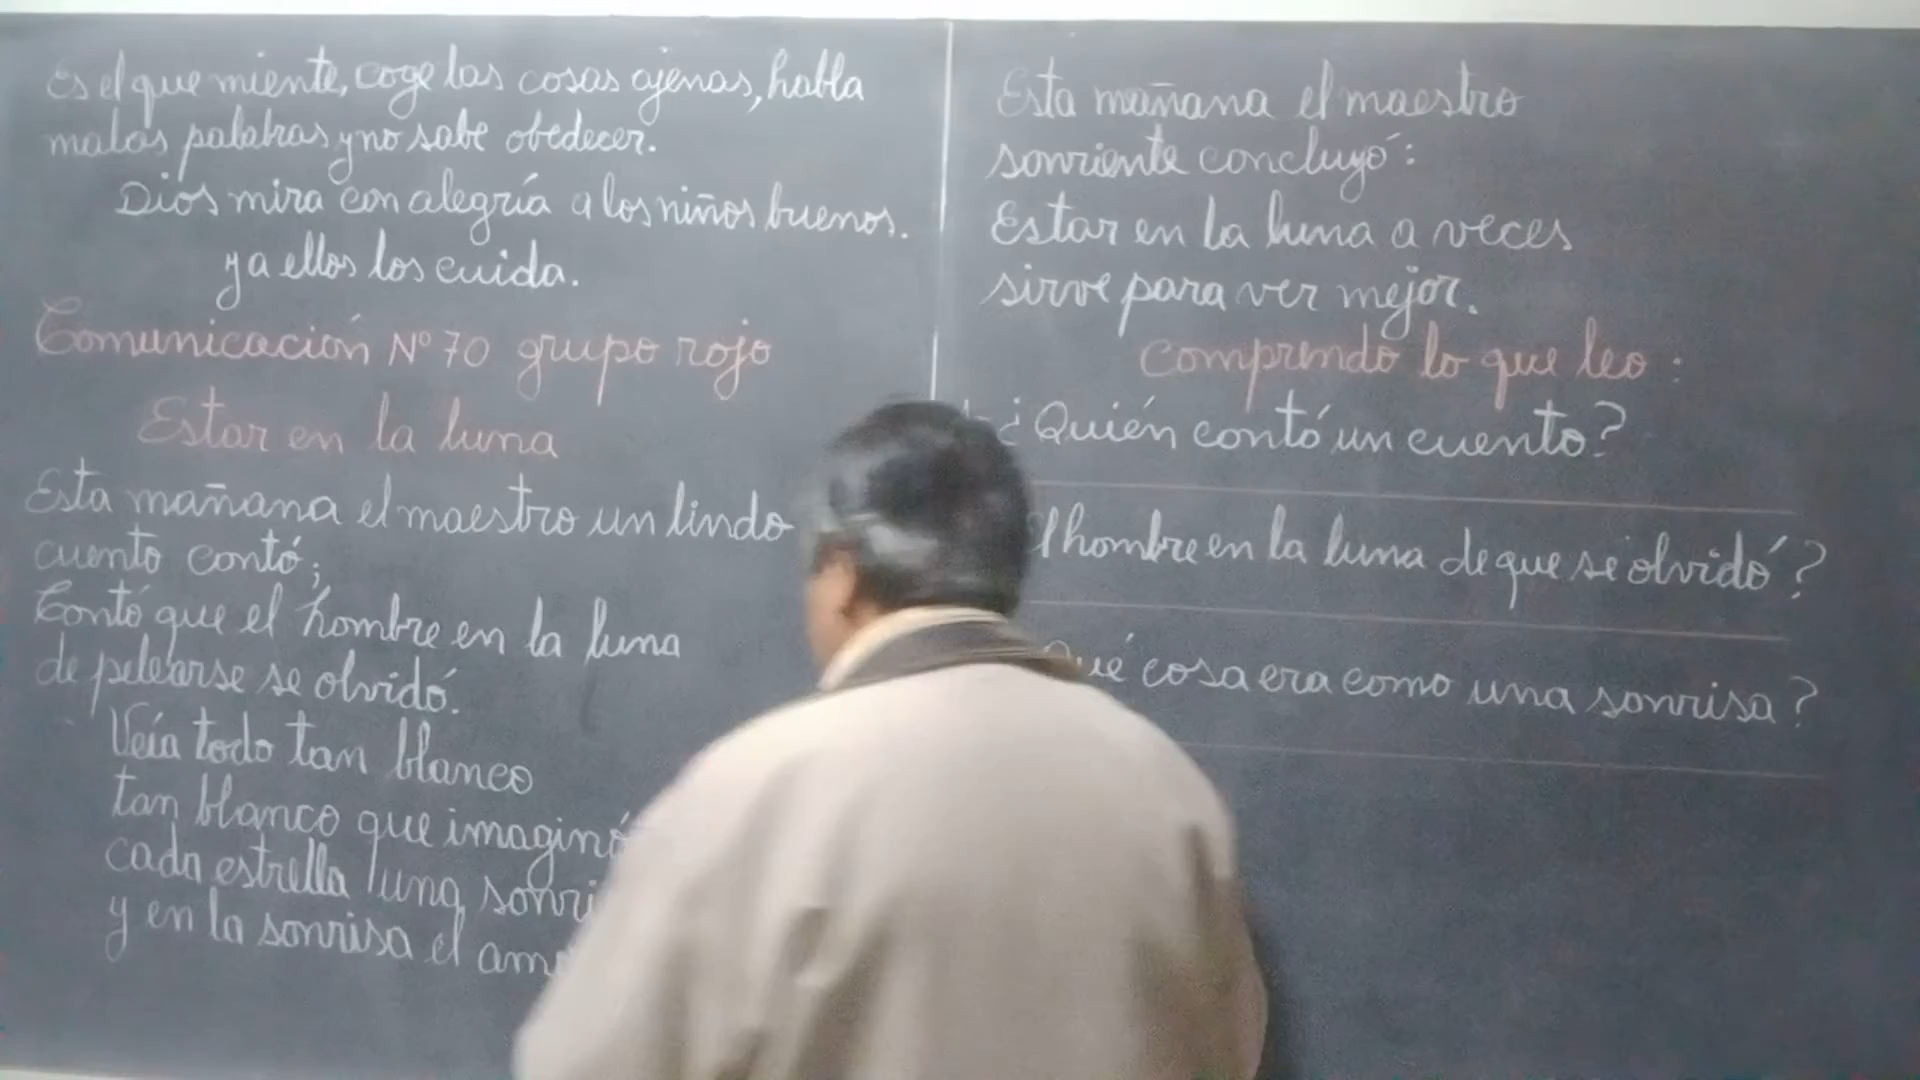 Es el que miente, coge las cosas ajenas, habla
malas palabras y no sabe obedecer.
Dios mira con alegría a los niños buenos.
y a ellos los cuida.
Comunicación Nº 70 grupo rojo
Estar en la luna
Esta mañana el maestro un lindo
cuento contó;
Contó que el hombre en la luna
de pelearse se olvidó.
Veía todo tan blanco
tan blanco que imaginó
cada estrella una
y en la sonrisa el
Esta mañana el maestro
sonriente concluyó:
Estar en la luna a veces
sirve para ver mejor.
Comprendo lo que leo:
¿Quién contó un cuento?
hombre en la luna de que se olvidó?
cosa era como una sonrisa?